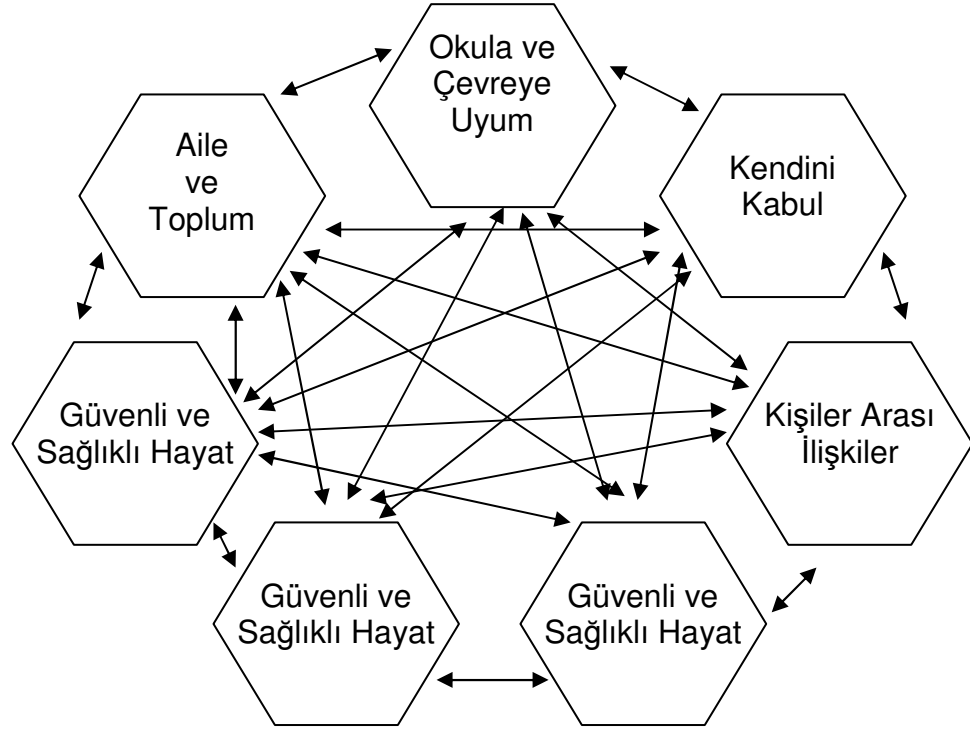 Okula ve
Çevreye
Uyum
Aile
ve
Toplum
Kendini
Kabul
Güvenli ve
Sağlıklı Hayat
Kişiler Arası
İlişkiler
Güvenli ve
Sağlıklı Hayat
Güvenli ve
Sağlıklı Hayat